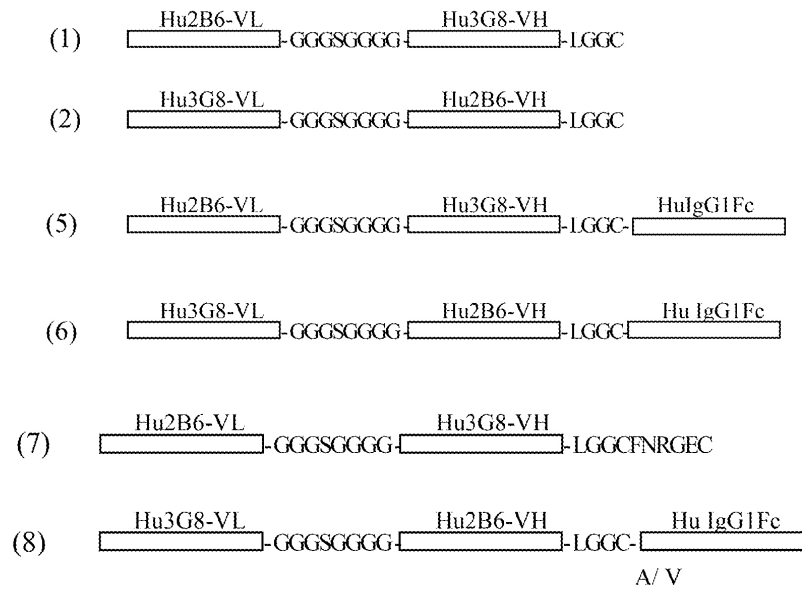 Hu2B6-VL Hu3G8-VH
(1) -GGGSGGGG- -LGGC
Hu3G8-VL Hu2B6-VH
(2) -GGGSGGGG- -LGGC
Hu2B6-VL Hu3G8-VH HuIgG1Fc
(5) -GGGSGGGG- -LGGC-
Hu3G8-VL Hu2B6-VH Hu IgG1Fc
(6) -GGGSGGGG- -LGGC-
Hu2B6-VL Hu3G8-VH
(7) -GGGSGGGG- -LGGCFNRGEC
Hu3G8-VL Hu2B6-VH Hu IgG1Fc
(8) -GGGSGGGG- -LGGC-
A/ V